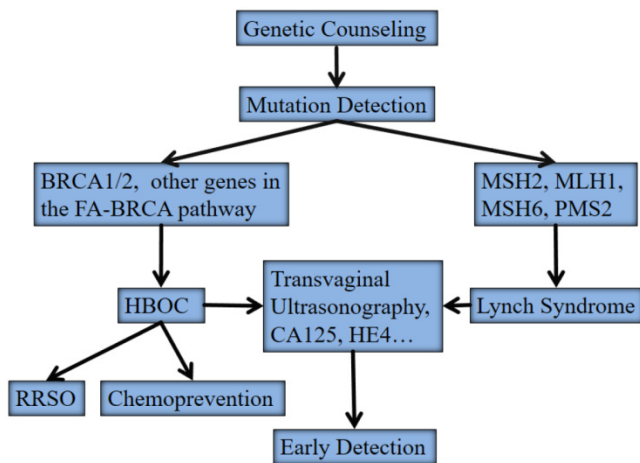 Genetic Counseling
Mutation Detection
BRCA1/2, other genes in
the FA-BRCA pathway
MSH2, MLH1,
MSH6, PMS2
HBOC
Transvaginal
Ultrasonography,
CA125, HE4…
Lynch Syndrome
RRSO
Chemoprevention
Early Detection